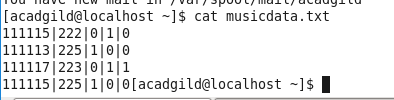 You have new mail in /var/spool/mail/acadgild
[acadgild@localhost ~]$ cat musicdata.txt
111115|222|0|1|0
111113|225|1|0|0
111117|223|0|1|1
111115|225|1|0|0[acadgild@localhost ~]$